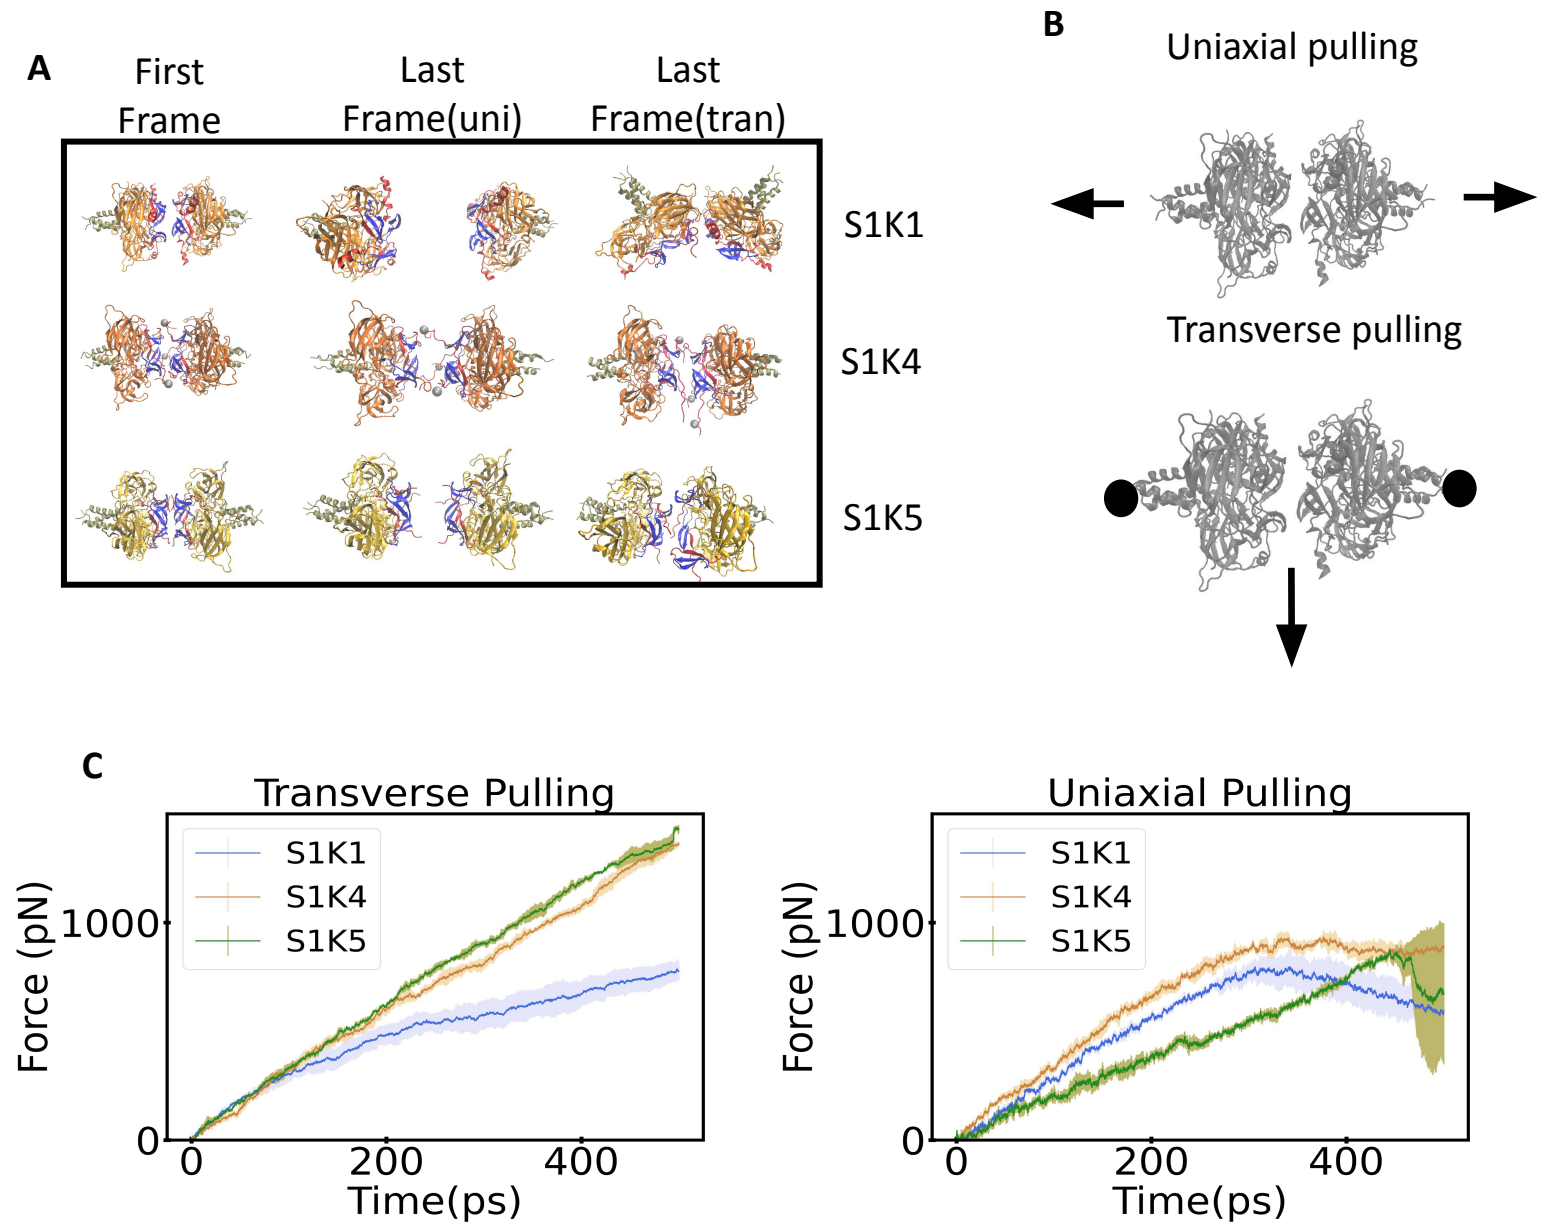 A
First
Frame
Last
Frame(uni)
Last
Frame(tran)
S1K1
S1K4
S1K5
B
Uniaxial pulling
Transverse pulling
C
Transverse Pulling
S1K1
S1K4
S1K5
Force (pN)
1000
0
0
200
400
Time(ps)
Uniaxial Pulling
S1K1
S1K4
S1K5
Force (pN)
1000
0
0
200
400
Time(ps)